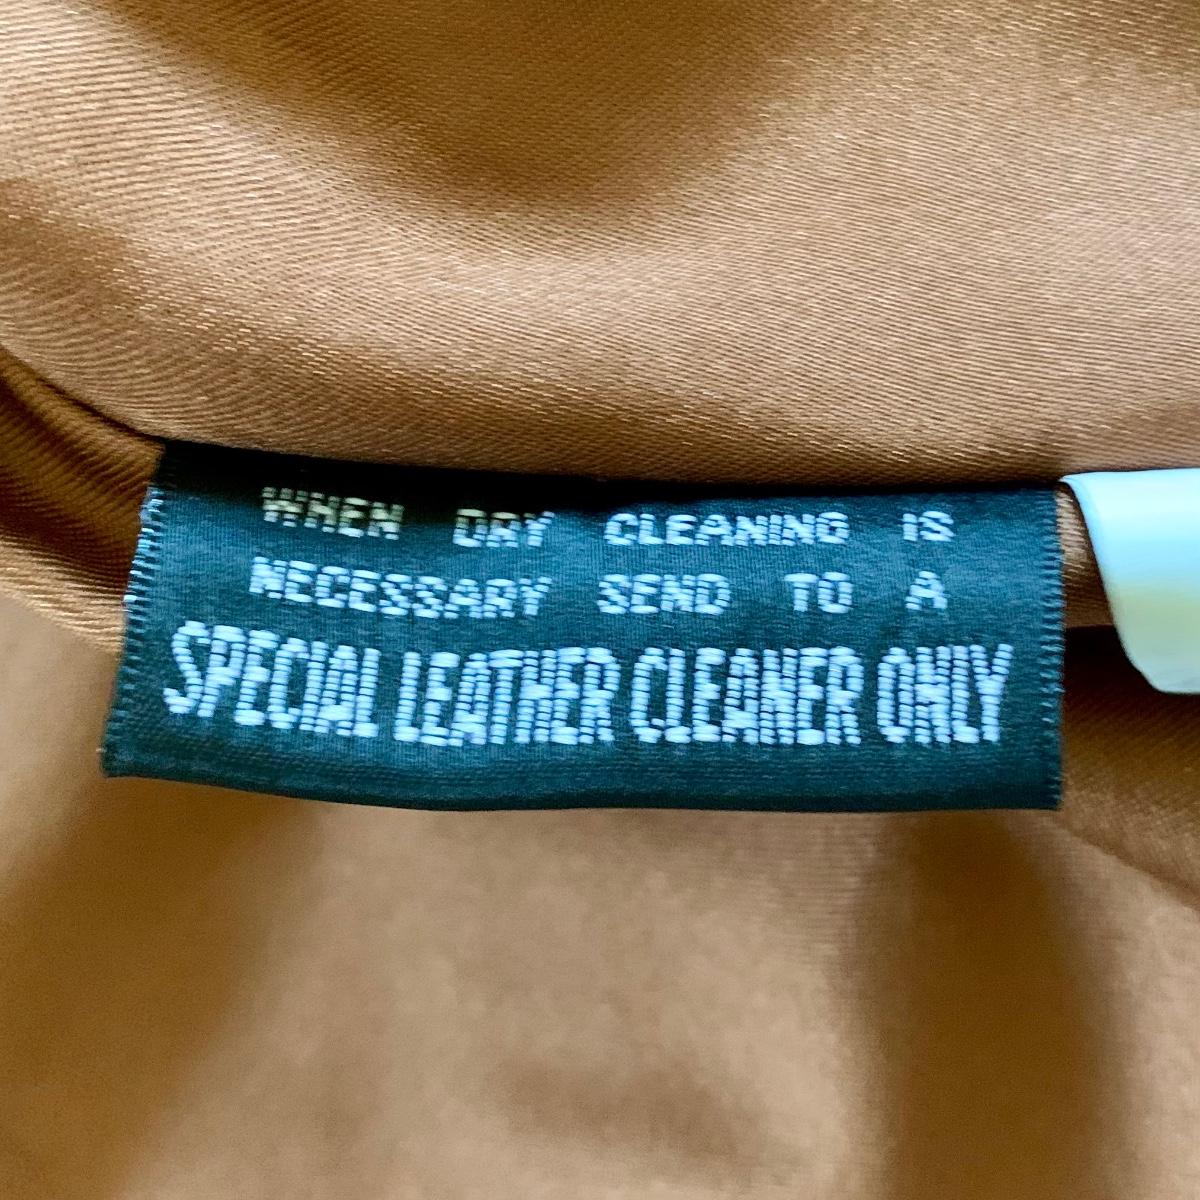 WHEN DRY CLEANING IS
NECESSARY SEND TO A
SPECIAL LEATHER CLEANER ONLY